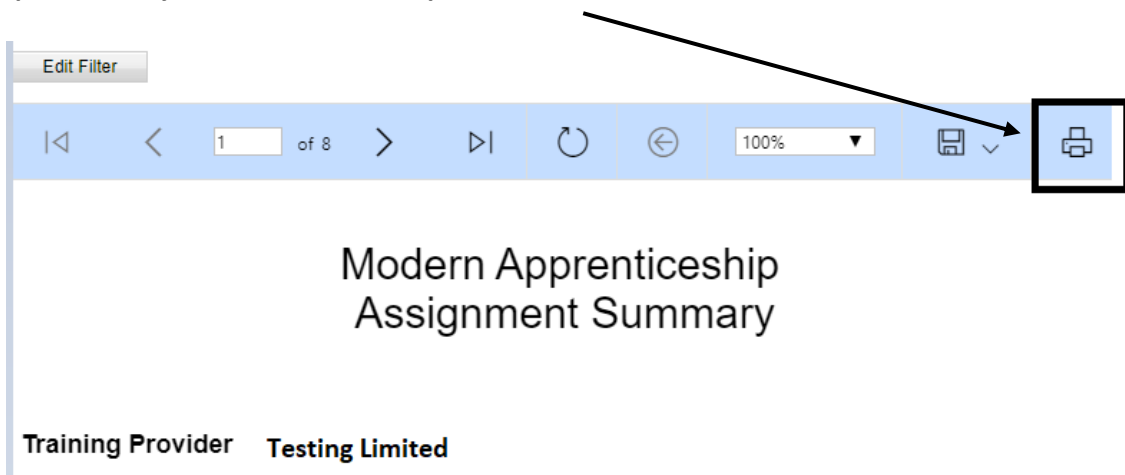 Edit Filter
1 of 8 100%
Modern Apprenticeship
Assignment Summary
Training Provider Testing Limited